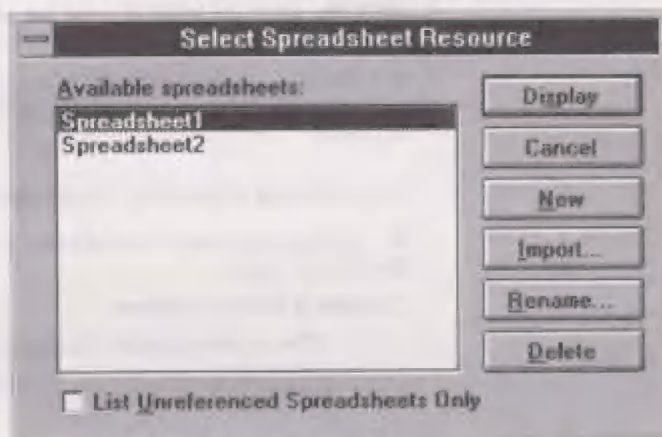 Select Spreadsheet Resource
Available spreadsheets:
Spreadsheet1
Spreadsheet2
Display
Cancel
New
Import...
Rename...
Delete
List Unreferenced Spreadsheets Only